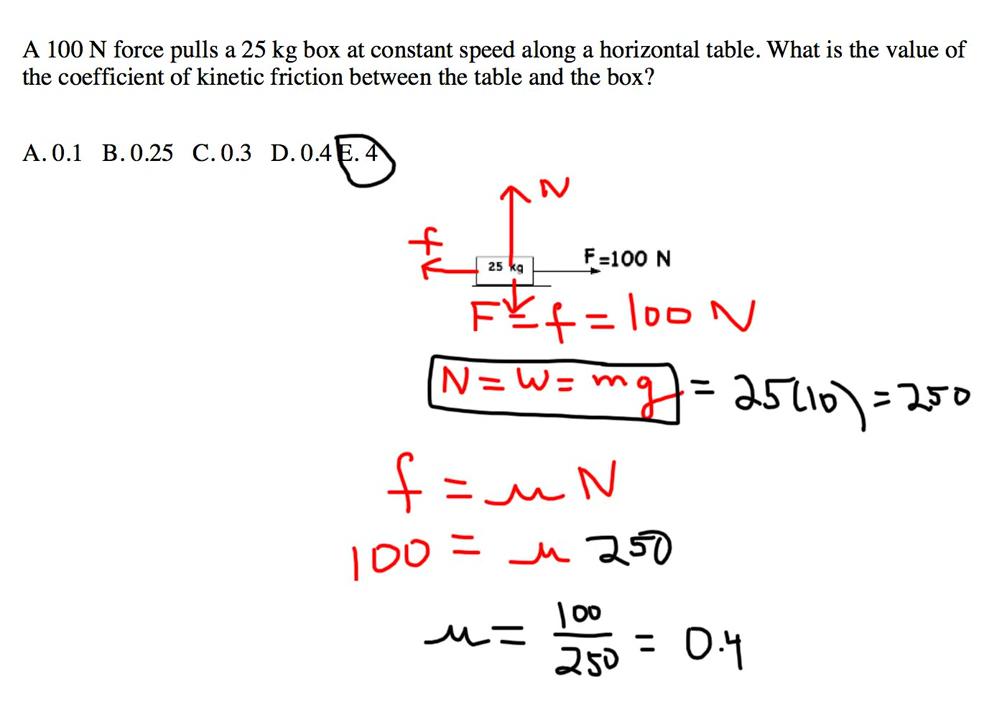 A 100 N force pulls a 25 kg box at constant speed along a horizontal table. What is the value of
the coefficient of kinetic friction between the table and the box?
A. 0.1 B. 0.25 C. 0.3 D. 0.4 E. 4
N
f
25 kg
F=100 N
F = f = 100 N
N = W = mg = 25(10) = 250
f = μ N
100 = μ 250
μ = 100/250 = 0.4